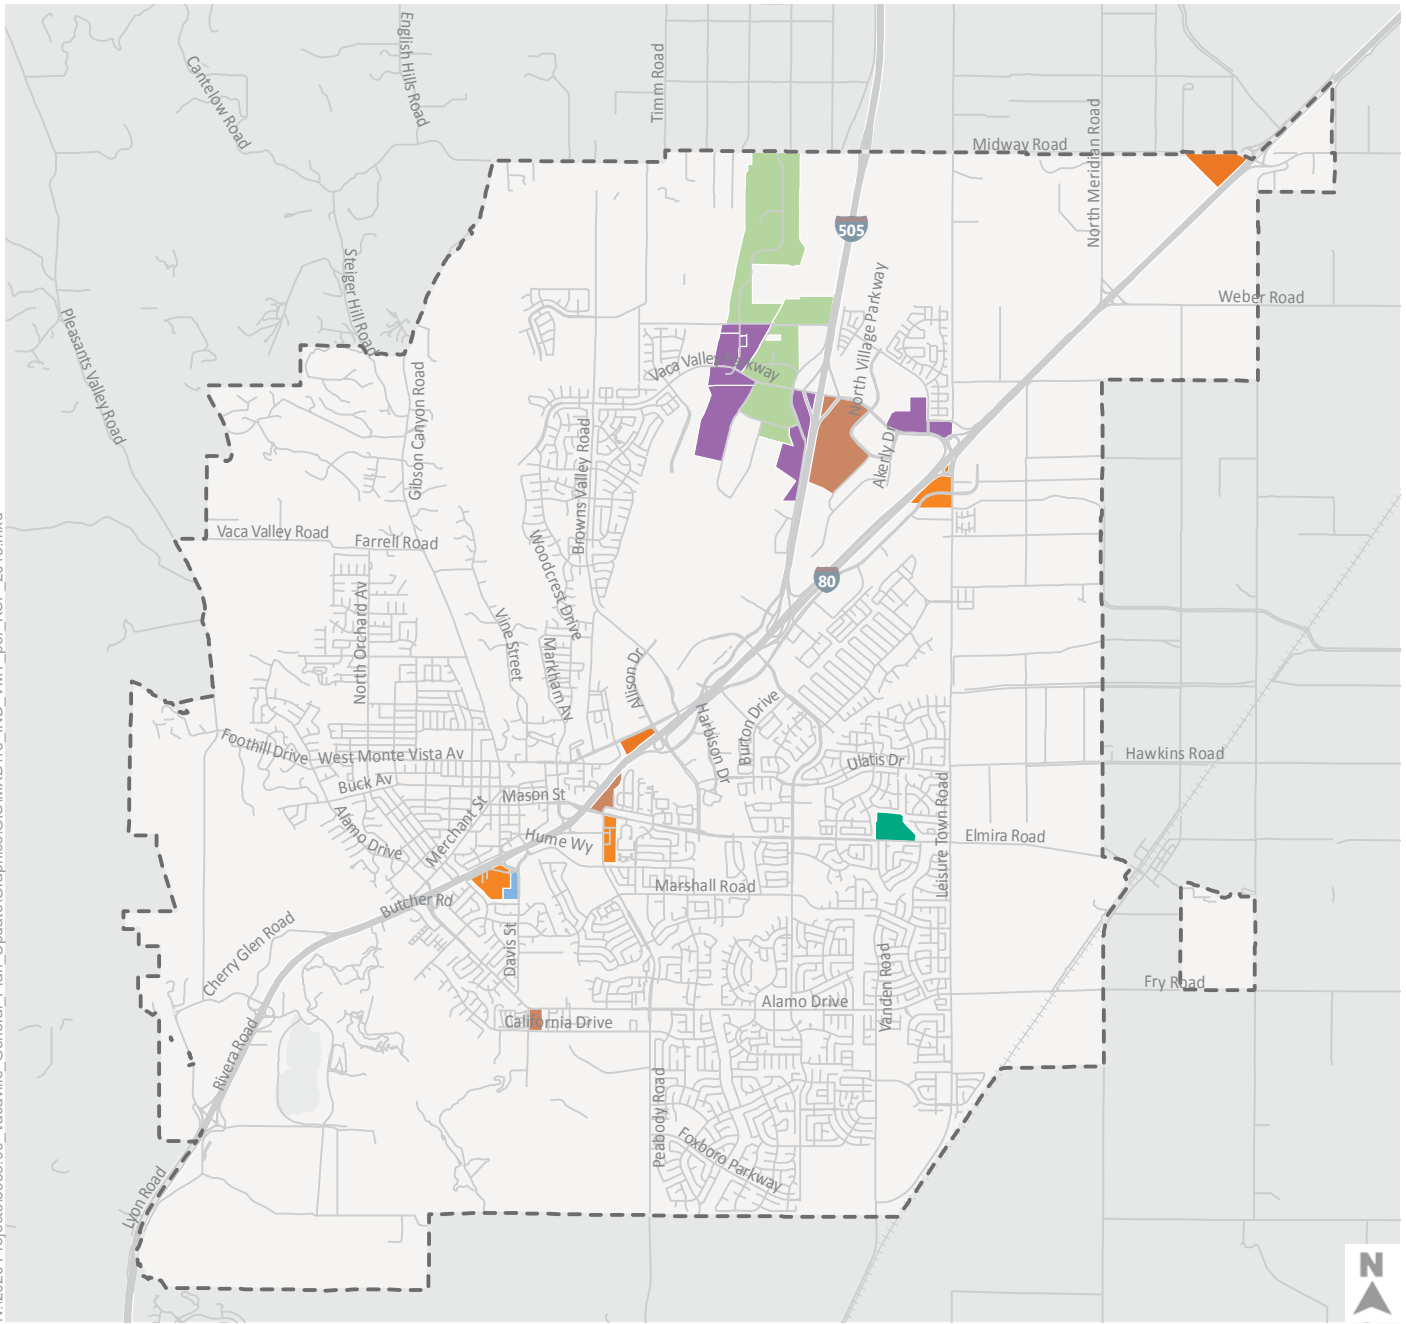 English Hills Road
Cantelow Road
Timm Road
Midway Road
North Meridian Road
505
Steiger Hill Road
North Village Parkway
Weber Road
Pleasants Valley Road
Vaca Valley Parkway
Gibson Canyon Road
Browns Valley Road
Akerly Dr
Vaca Valley Road
Farrell Road
Woodcrest Drive
80
North Orchard Av
Vine Street
Markham Av
Allison Dr
Harbison Dr
Burton Drive
Foothill Drive
West Monte Vista Av
Hawkins Road
Ulatis Dr
Buck Av
Mason St
Leisure Town Road
Alamo Drive
Merchant St
Hume Wy
Elmira Road
Marshall Road
Butcher Rd
Cherry Glen Road
Davis St
Vanden Road
Fry Road
Alamo Drive
California Drive
Rivera Road
Peabody Road
Foxboro Parkway
Lyon Road
N